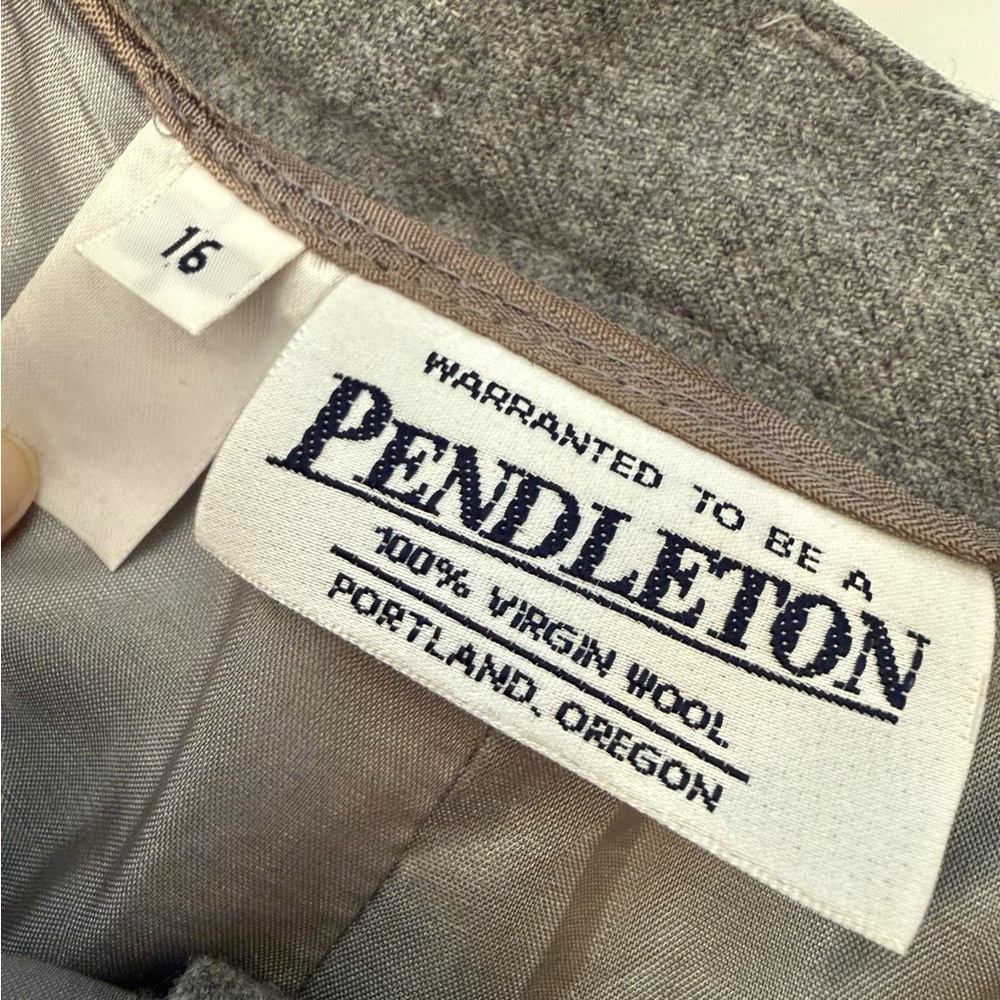 16
WARRANTED TO BE A
PENDLETON
100% VIRGIN WOOL
PORTLAND, OREGON